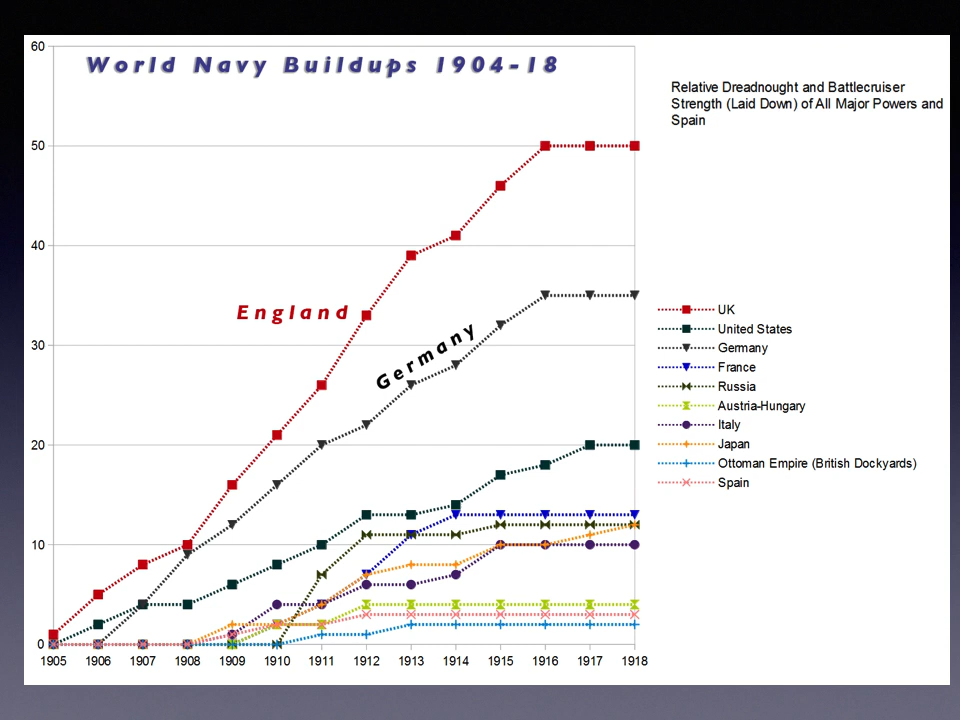 World Navy Buildups 1904-18
Relative Dreadnought and Battlecruiser
Strength (Laid Down) of All Major Powers and
Spain
60
50
40
30
20
10
0
England
Germany
UK
United States
Germany
France
Russia
Austria-Hungary
Italy
Japan
Ottoman Empire (British Dockyards)
Spain
1905 1906 1907 1908 1909 1910 1911 1912 1913 1914 1915 1916 1917 1918